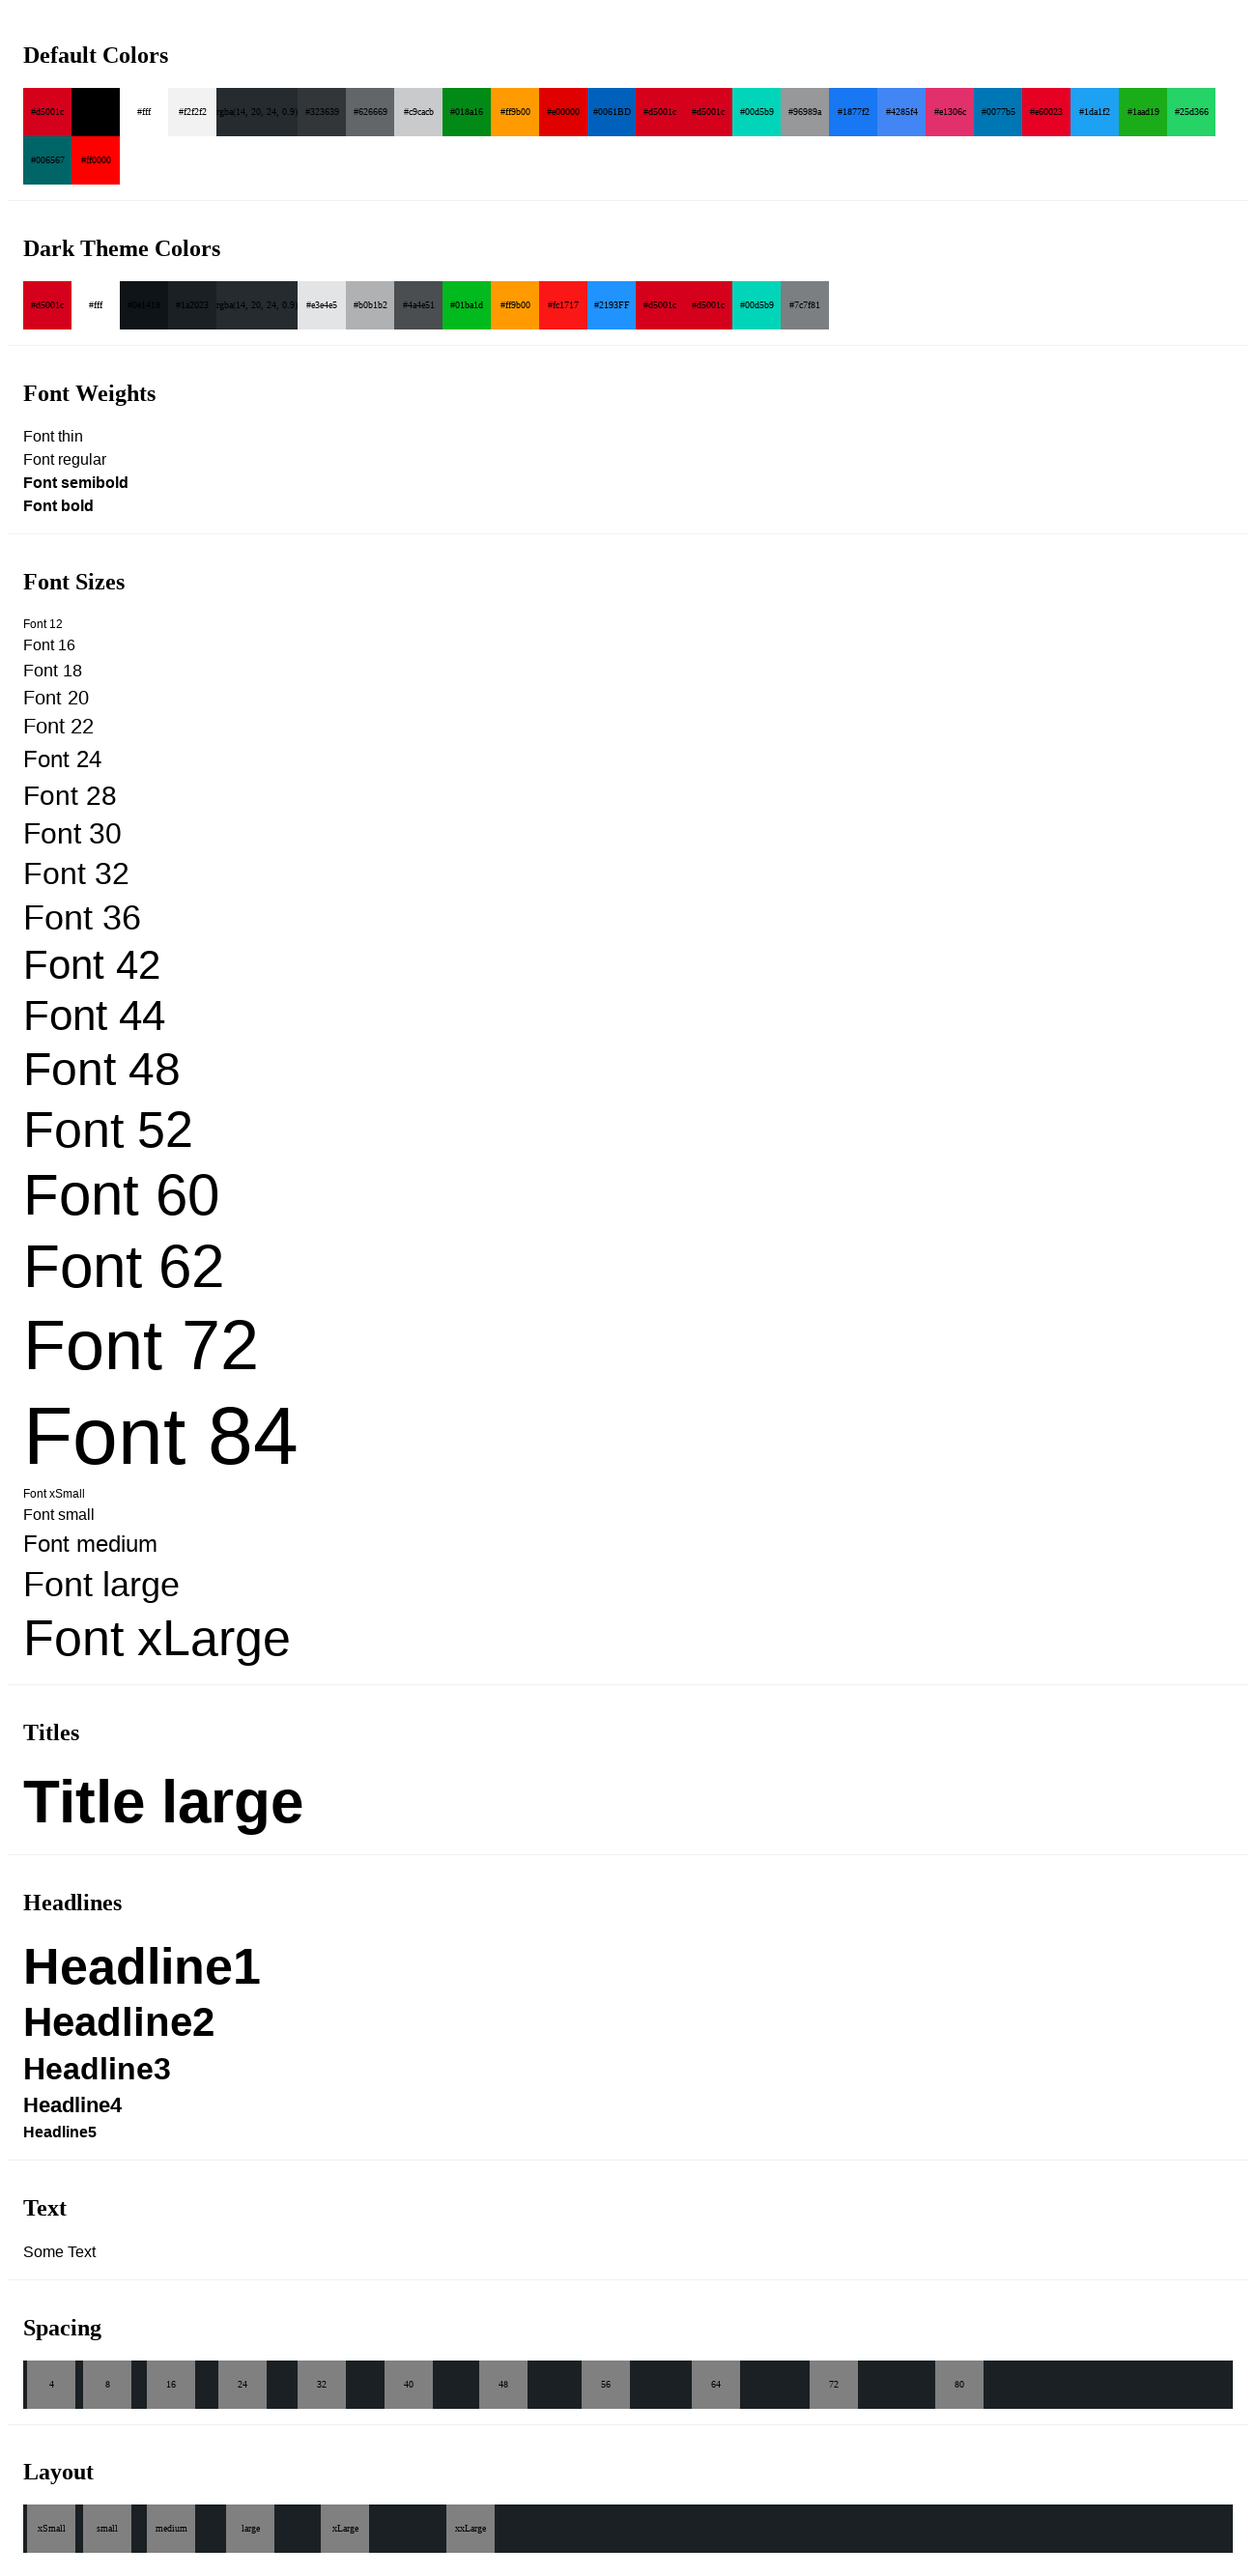 Default Colors
#d5001c #fff #f2f2f2 rgba(14, 20, 24, 0.9) #323639 #626669 #c9cacb #018a16 #ff9b00 #e00000 #0061BD #d5001c #d5001c #00d5b9 #96989a #1877f2 #4285f4 #e1306c #0077b5 #e60023 #1da1f2 #1aad19 #25d366
#006567 #ff0000
Dark Theme Colors
#d5001c #fff #0e1418 #1a2023 rgba(14, 20, 24, 0.9) #e3e4e5 #b0b1b2 #4a4e51 #01ba1d #ff9b00 #fc1717 #2193FF #d5001c #d5001c #00d5b9 #7c7f81
Font Weights
Font thin
Font regular
Font semibold
Font bold
Font Sizes
Font 12
Font 16
Font 18
Font 20
Font 22
Font 24
Font 28
Font 30
Font 32
Font 36
Font 42
Font 44
Font 48
Font 52
Font 60
Font 62
Font 72
Font 84
Font xSmall
Font small
Font medium
Font large
Font xLarge
Titles
Title large
Headlines
Headline1
Headline2
Headline3
Headline4
Headline5
Text
Some Text
Spacing
4 8 16 24 32 40 48 56 64 72 80
Layout
xSmall small medium large xLarge xxLarge